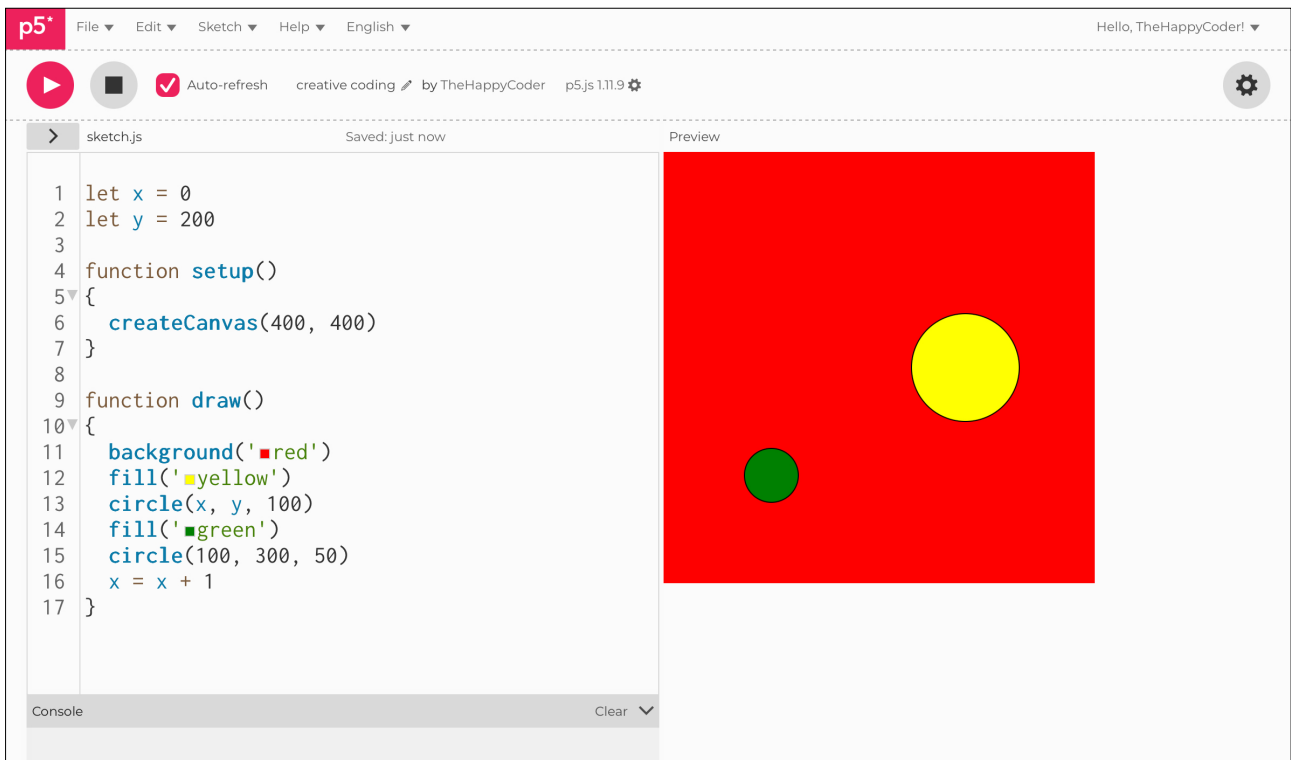 p5* File Edit Sketch Help English Hello, TheHappyCoder!
Auto-refresh creative coding by TheHappyCoder p5.js 1.11.9
sketch.js Saved: just now Preview
1 let x = 0
2 let y = 200
3
4 function setup()
5 {
6 createCanvas(400, 400)
7 }
8
9 function draw()
10 {
11 background('red')
12 fill('yellow')
13 circle(x, y, 100)
14 fill('green')
15 circle(100, 300, 50)
16 x = x + 1
17 }
Console Clear